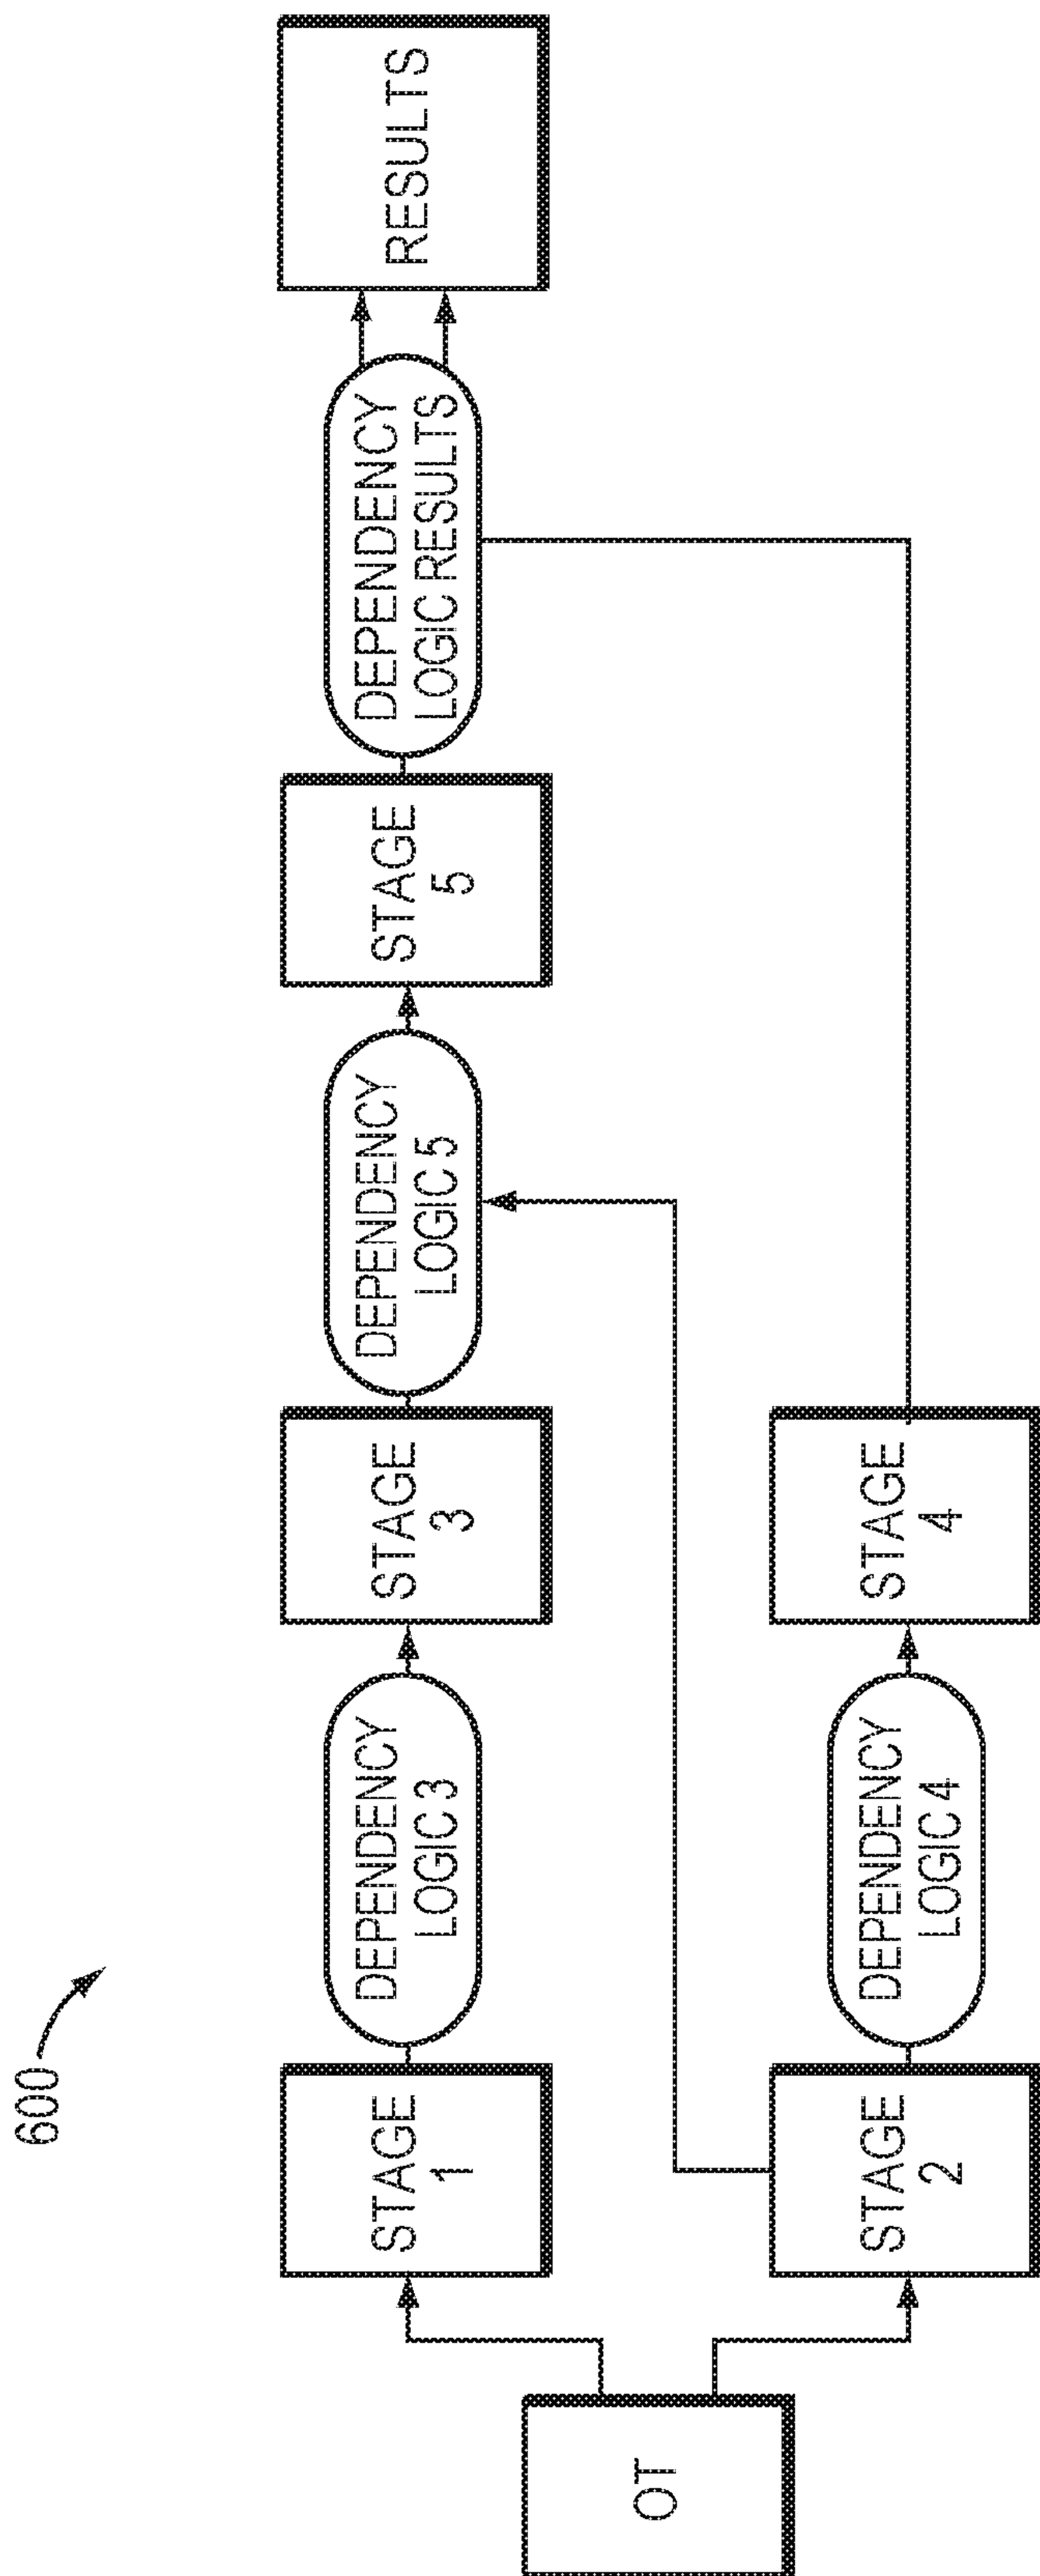 600
OT
STAGE
1
DEPENDENCY
LOGIC 3
STAGE
3
DEPENDENCY
LOGIC 5
STAGE
5
DEPENDENCY
LOGIC RESULTS
RESULTS
STAGE
2
DEPENDENCY
LOGIC 4
STAGE
4